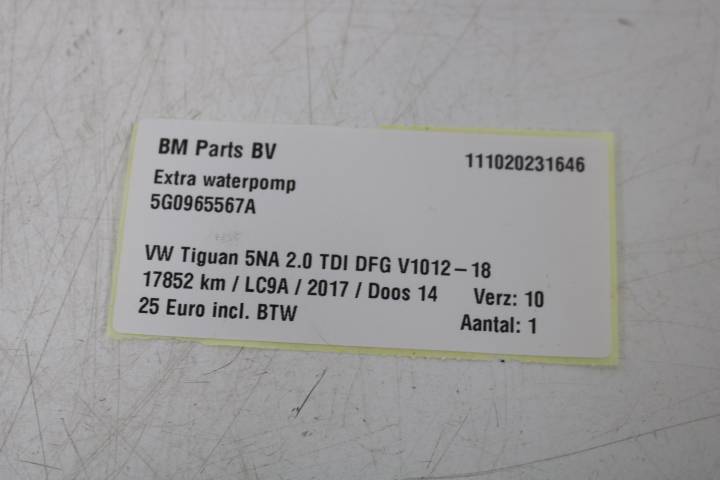 BM Parts BV 111020231646
Extra waterpomp
5G0965567A
VW Tiguan 5NA 2.0 TDI DFG V1012-18
17852 km / LC9A / 2017 / Doos 14 Verz: 10
25 Euro incl. BTW Aantal: 1